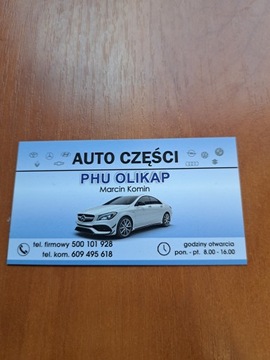 AUTO CZĘŚCI
PHU OLIKAP
Marcin Komin
tel. firmowy 500 101 928
tel. kom. 609 495 618
godziny otwarcia
pon. - pt. 8.00 - 16.00